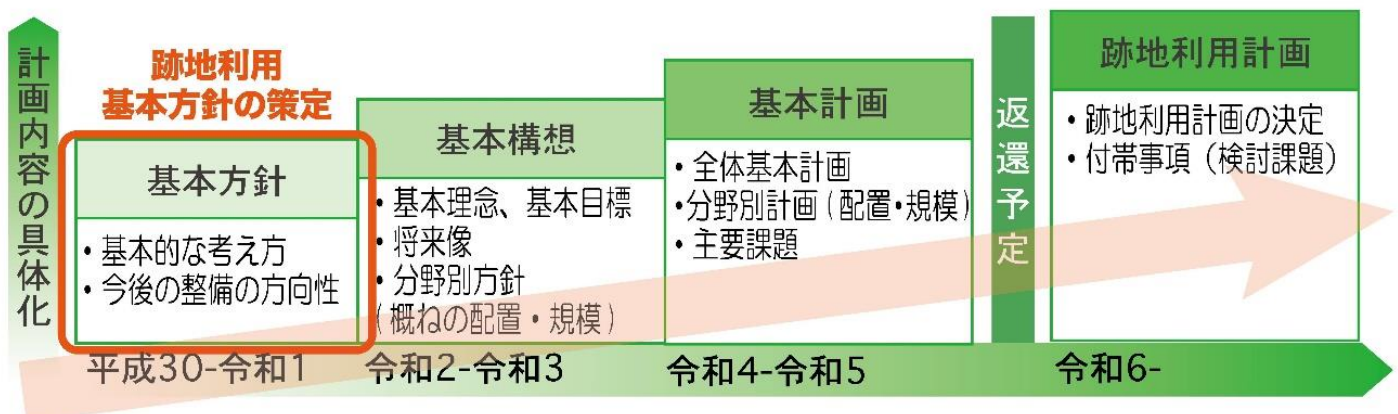 計画内容の具体化
跡地利用
基本方針の策定
基本方針
・基本的な考え方
・今後の整備の方向性
平成30-令和1
基本構想
・基本理念、基本目標
・将来像
・分野別方針
(概ねの配置・規模)
令和2-令和3
基本計画
・全体基本計画
・分野別計画(配置・規模)
・主要課題
令和4-令和5
返還予定
跡地利用計画
・跡地利用計画の決定
・付帯事項(検討課題)
令和6-